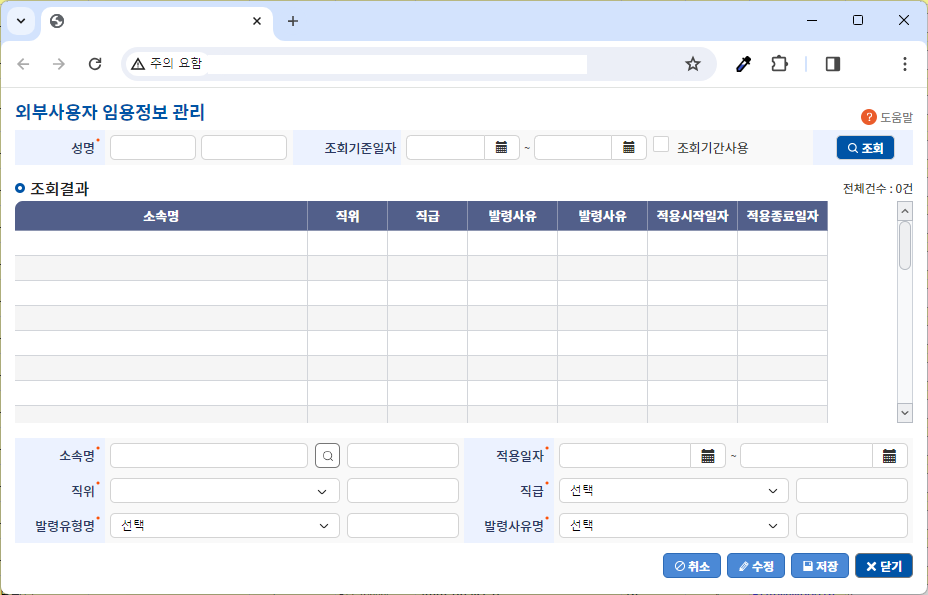 주의 요함
외부사용자 임용정보 관리
? 도움말
성명* 조회기준일자 ~ 조회기간사용 조회
조회결과 전체건수 : 0건
소속명 직위 직급 발령사유 발령사유 적용시작일자 적용종료일자
소속명* 적용일자* ~
직위* 직급* 선택
발령유형명* 선택 발령사유명* 선택
취소 수정 저장 닫기